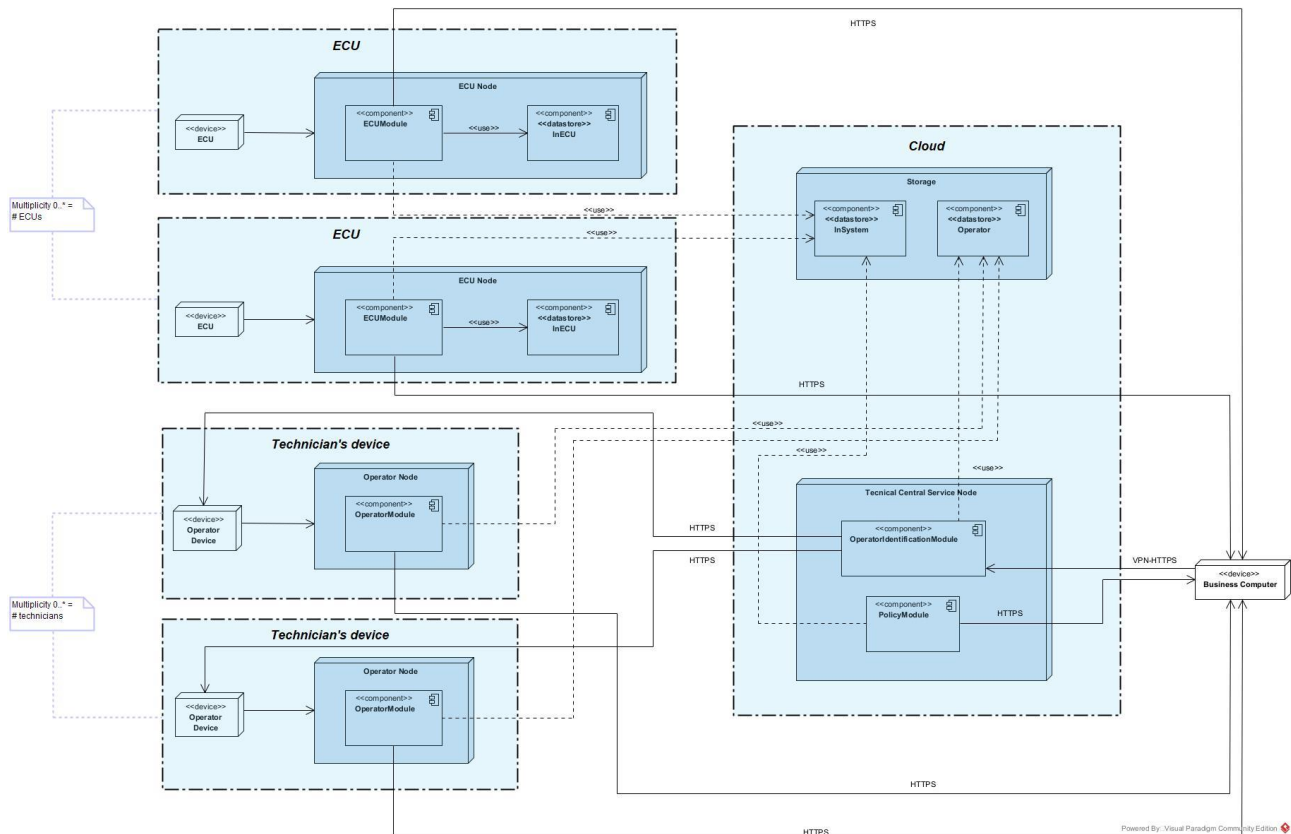 HTTPS
ECU
ECU Node
<<component>>
ECUModule
<<use>>
<<component>>
<<datastore>>
InECU
<<device>>
ECU
Multiplicity 0..* =
# ECUs
<<use>>
<<use>>
ECU
ECU Node
<<component>>
ECUModule
<<use>>
<<component>>
<<datastore>>
InECU
<<device>>
ECU
Cloud
Storage
<<component>>
<<datastore>>
InSystem
<<component>>
<<datastore>>
Operator
HTTPS
<<use>>
<<use>>
<<use>>
Technician's device
Operator Node
<<component>>
OperatorModule
<<device>>
Operator
Device
HTTPS
HTTPS
Tecnical Central Service Node
<<component>>
OperatorIdentificationModule
<<component>>
PolicyModule
VPN-HTTPS
HTTPS
<<device>>
Business Computer
Multiplicity 0..* =
# technicians
Technician's device
Operator Node
<<component>>
OperatorModule
<<device>>
Operator
Device
HTTPS
HTTPS
Powered By: Visual Paradigm Community Edition